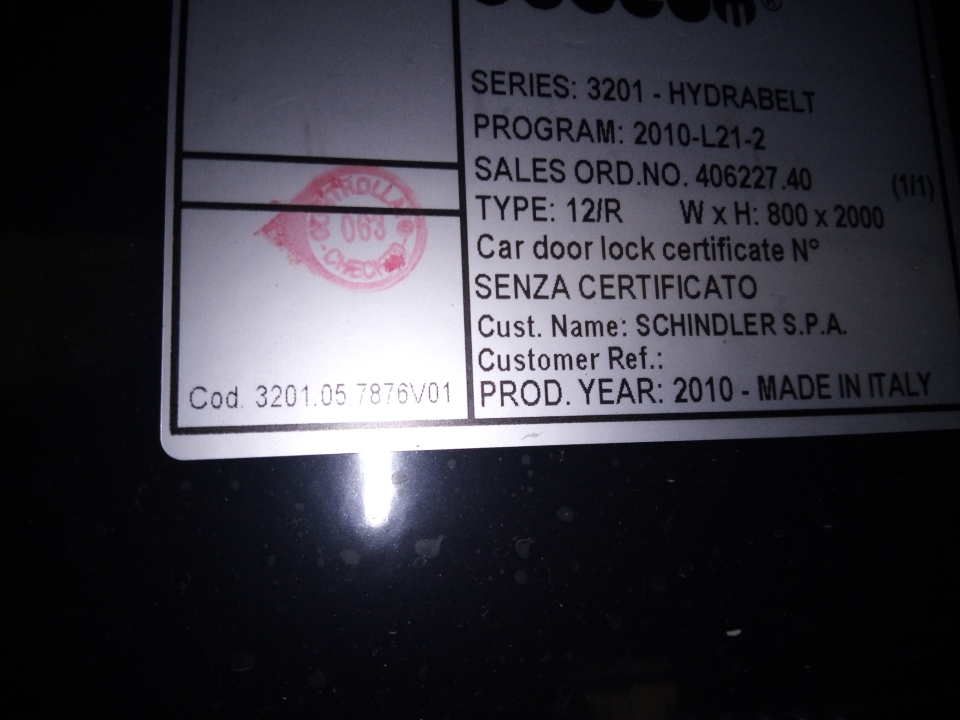 SERIES: 3201 - HYDRABELT
PROGRAM: 2010-L21-2
SALES ORD.NO. 406227.40 (1/1)
TYPE: 12/R W x H: 800 x 2000
Car door lock certificate N°
SENZA CERTIFICATO
Cust. Name: SCHINDLER S.P.A.
Customer Ref.:
PROD. YEAR: 2010 - MADE IN ITALY
063
Cod. 3201.05.7876V01